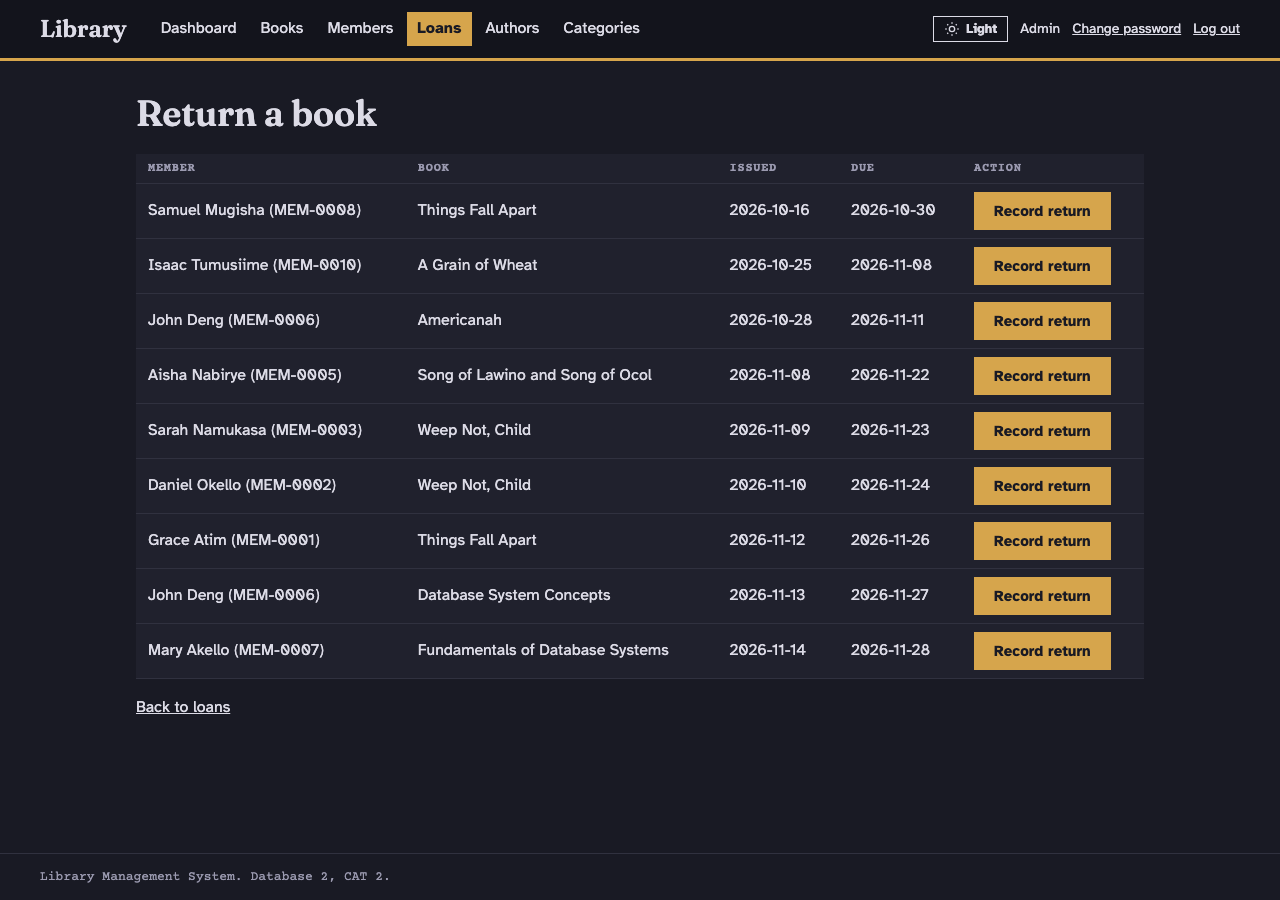 Library Dashboard Books Members Loans Authors Categories Light Admin Change password Log out
Return a book
MEMBER BOOK ISSUED DUE ACTION
Samuel Mugisha (MEM-0008) Things Fall Apart 2026-10-16 2026-10-30 Record return
Isaac Tumusiime (MEM-0010) A Grain of Wheat 2026-10-25 2026-11-08 Record return
John Deng (MEM-0006) Americanah 2026-10-28 2026-11-11 Record return
Aisha Nabirye (MEM-0005) Song of Lawino and Song of Ocol 2026-11-08 2026-11-22 Record return
Sarah Namukasa (MEM-0003) Weep Not, Child 2026-11-09 2026-11-23 Record return
Daniel Okello (MEM-0002) Weep Not, Child 2026-11-10 2026-11-24 Record return
Grace Atim (MEM-0001) Things Fall Apart 2026-11-12 2026-11-26 Record return
John Deng (MEM-0006) Database System Concepts 2026-11-13 2026-11-27 Record return
Mary Akello (MEM-0007) Fundamentals of Database Systems 2026-11-14 2026-11-28 Record return
Back to loans
Library Management System. Database 2, CAT 2.